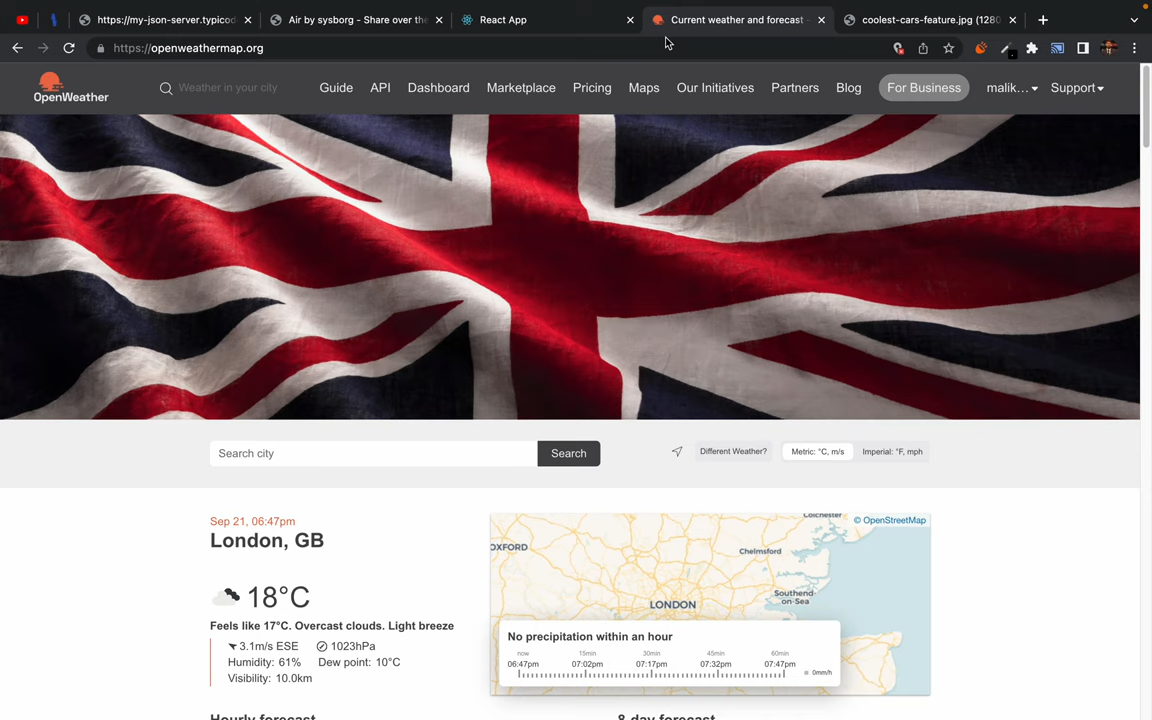 https://my-json-server.typicod
Air by sysborg - Share over the
React App
Current weather and forecast -
coolest-cars-feature.jpg (1280
https://openweathermap.org
OpenWeather
Weather in your city
Guide
API
Dashboard
Marketplace
Pricing
Maps
Our Initiatives
Partners
Blog
For Business
malik...
Support
Search city
Search
Different Weather?
Metric: °C, m/s
Imperial: °F, mph
Sep 21, 06:47pm
London, GB
18°C
Feels like 17°C. Overcast clouds. Light breeze
3.1m/s ESE
1023hPa
Humidity: 61%
Dew point: 10°C
Visibility: 10.0km
Colchester
© OpenStreetMap
OXFORD
Chelmsford
Southend-
on-Sea
LONDON
No precipitation within an hour
now
15min
30min
45min
60min
06:47pm
07:02pm
07:17pm
07:32pm
07:47pm
0mm/h
Hourly forecast
8-day forecast